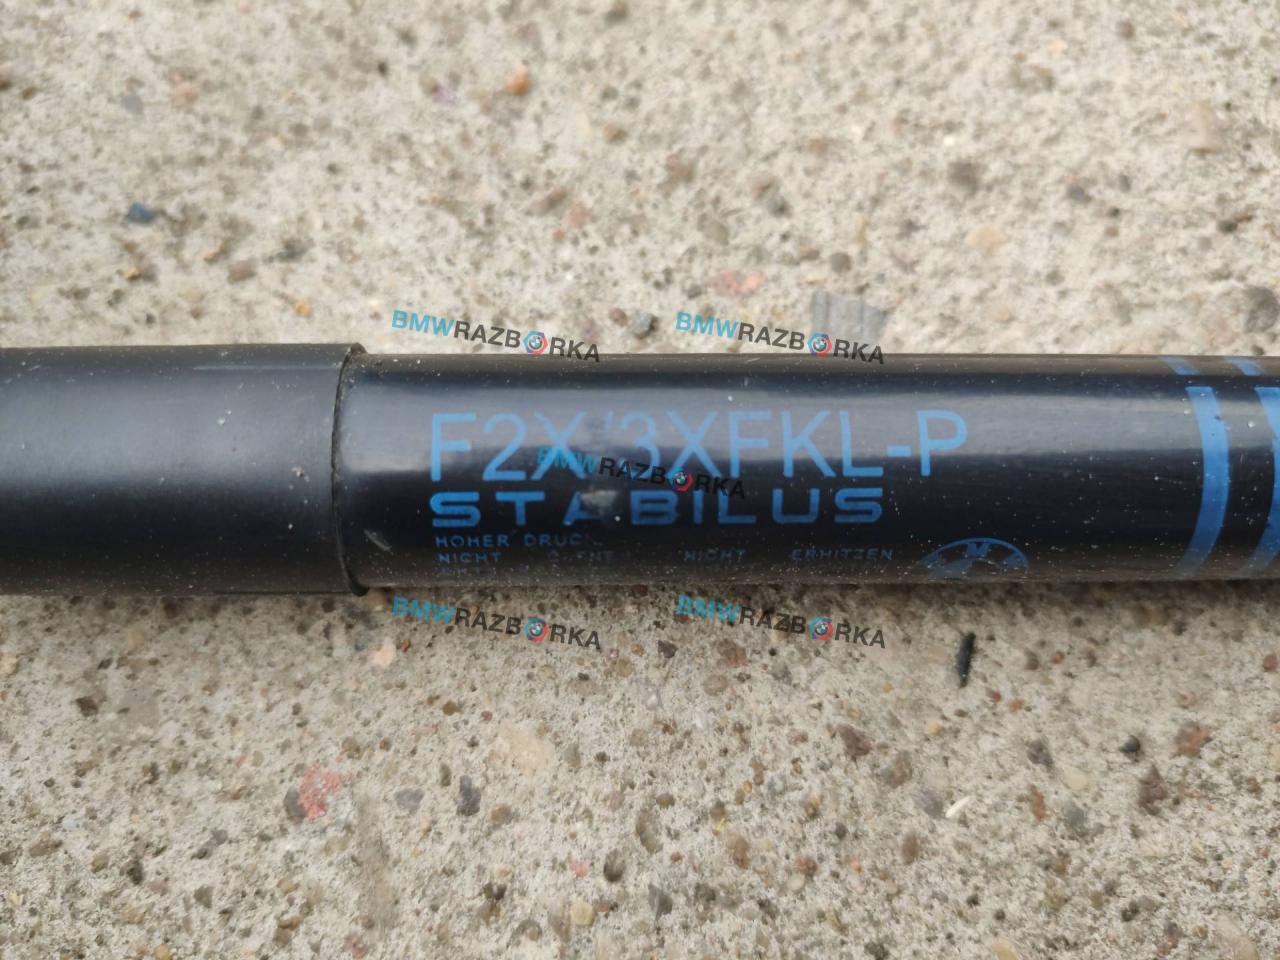 BMWRAZBORKA BMWRAZBORKA
F2X/3XFKL-P
BMWRAZBORKA
STABILUS
HOHER DRUCK
NICHT NICHT ERHITZEN
BMWRAZBORKA BMWRAZBORKA